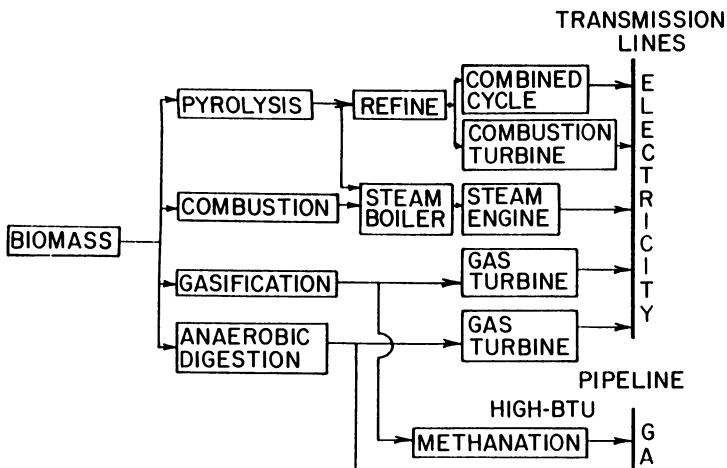 TRANSMISSION
LINES
PYROLYSIS
REFINE
COMBINED
CYCLE
COMBUSTION
TURBINE
ELECTRICITY
COMBUSTION
STEAM
BOILER
STEAM
ENGINE
BIOMASS
GASIFICATION
GAS
TURBINE
ANAEROBIC
DIGESTION
GAS
TURBINE
PIPELINE
HIGH-BTU
METHANATION
GA